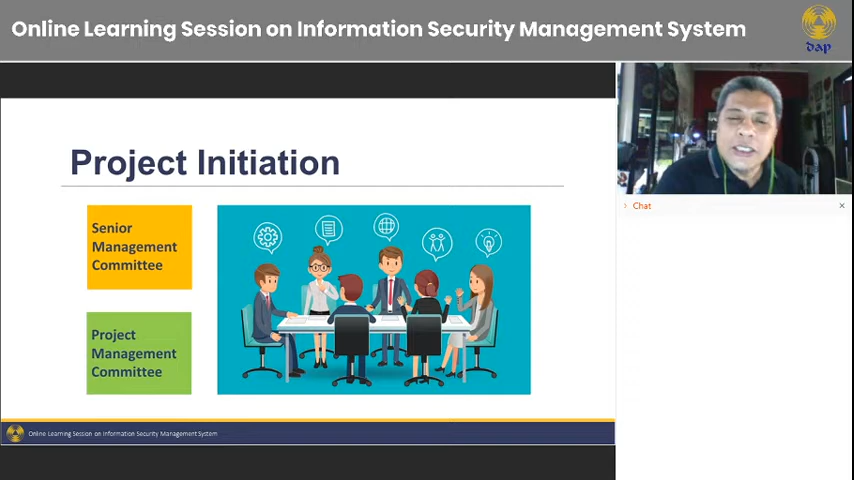 Online Learning Session on Information Security Management System
dap
Project Initiation
Senior
Management
Committee
Project
Management
Committee
Online Learning Session on Information Security Management System
Chat